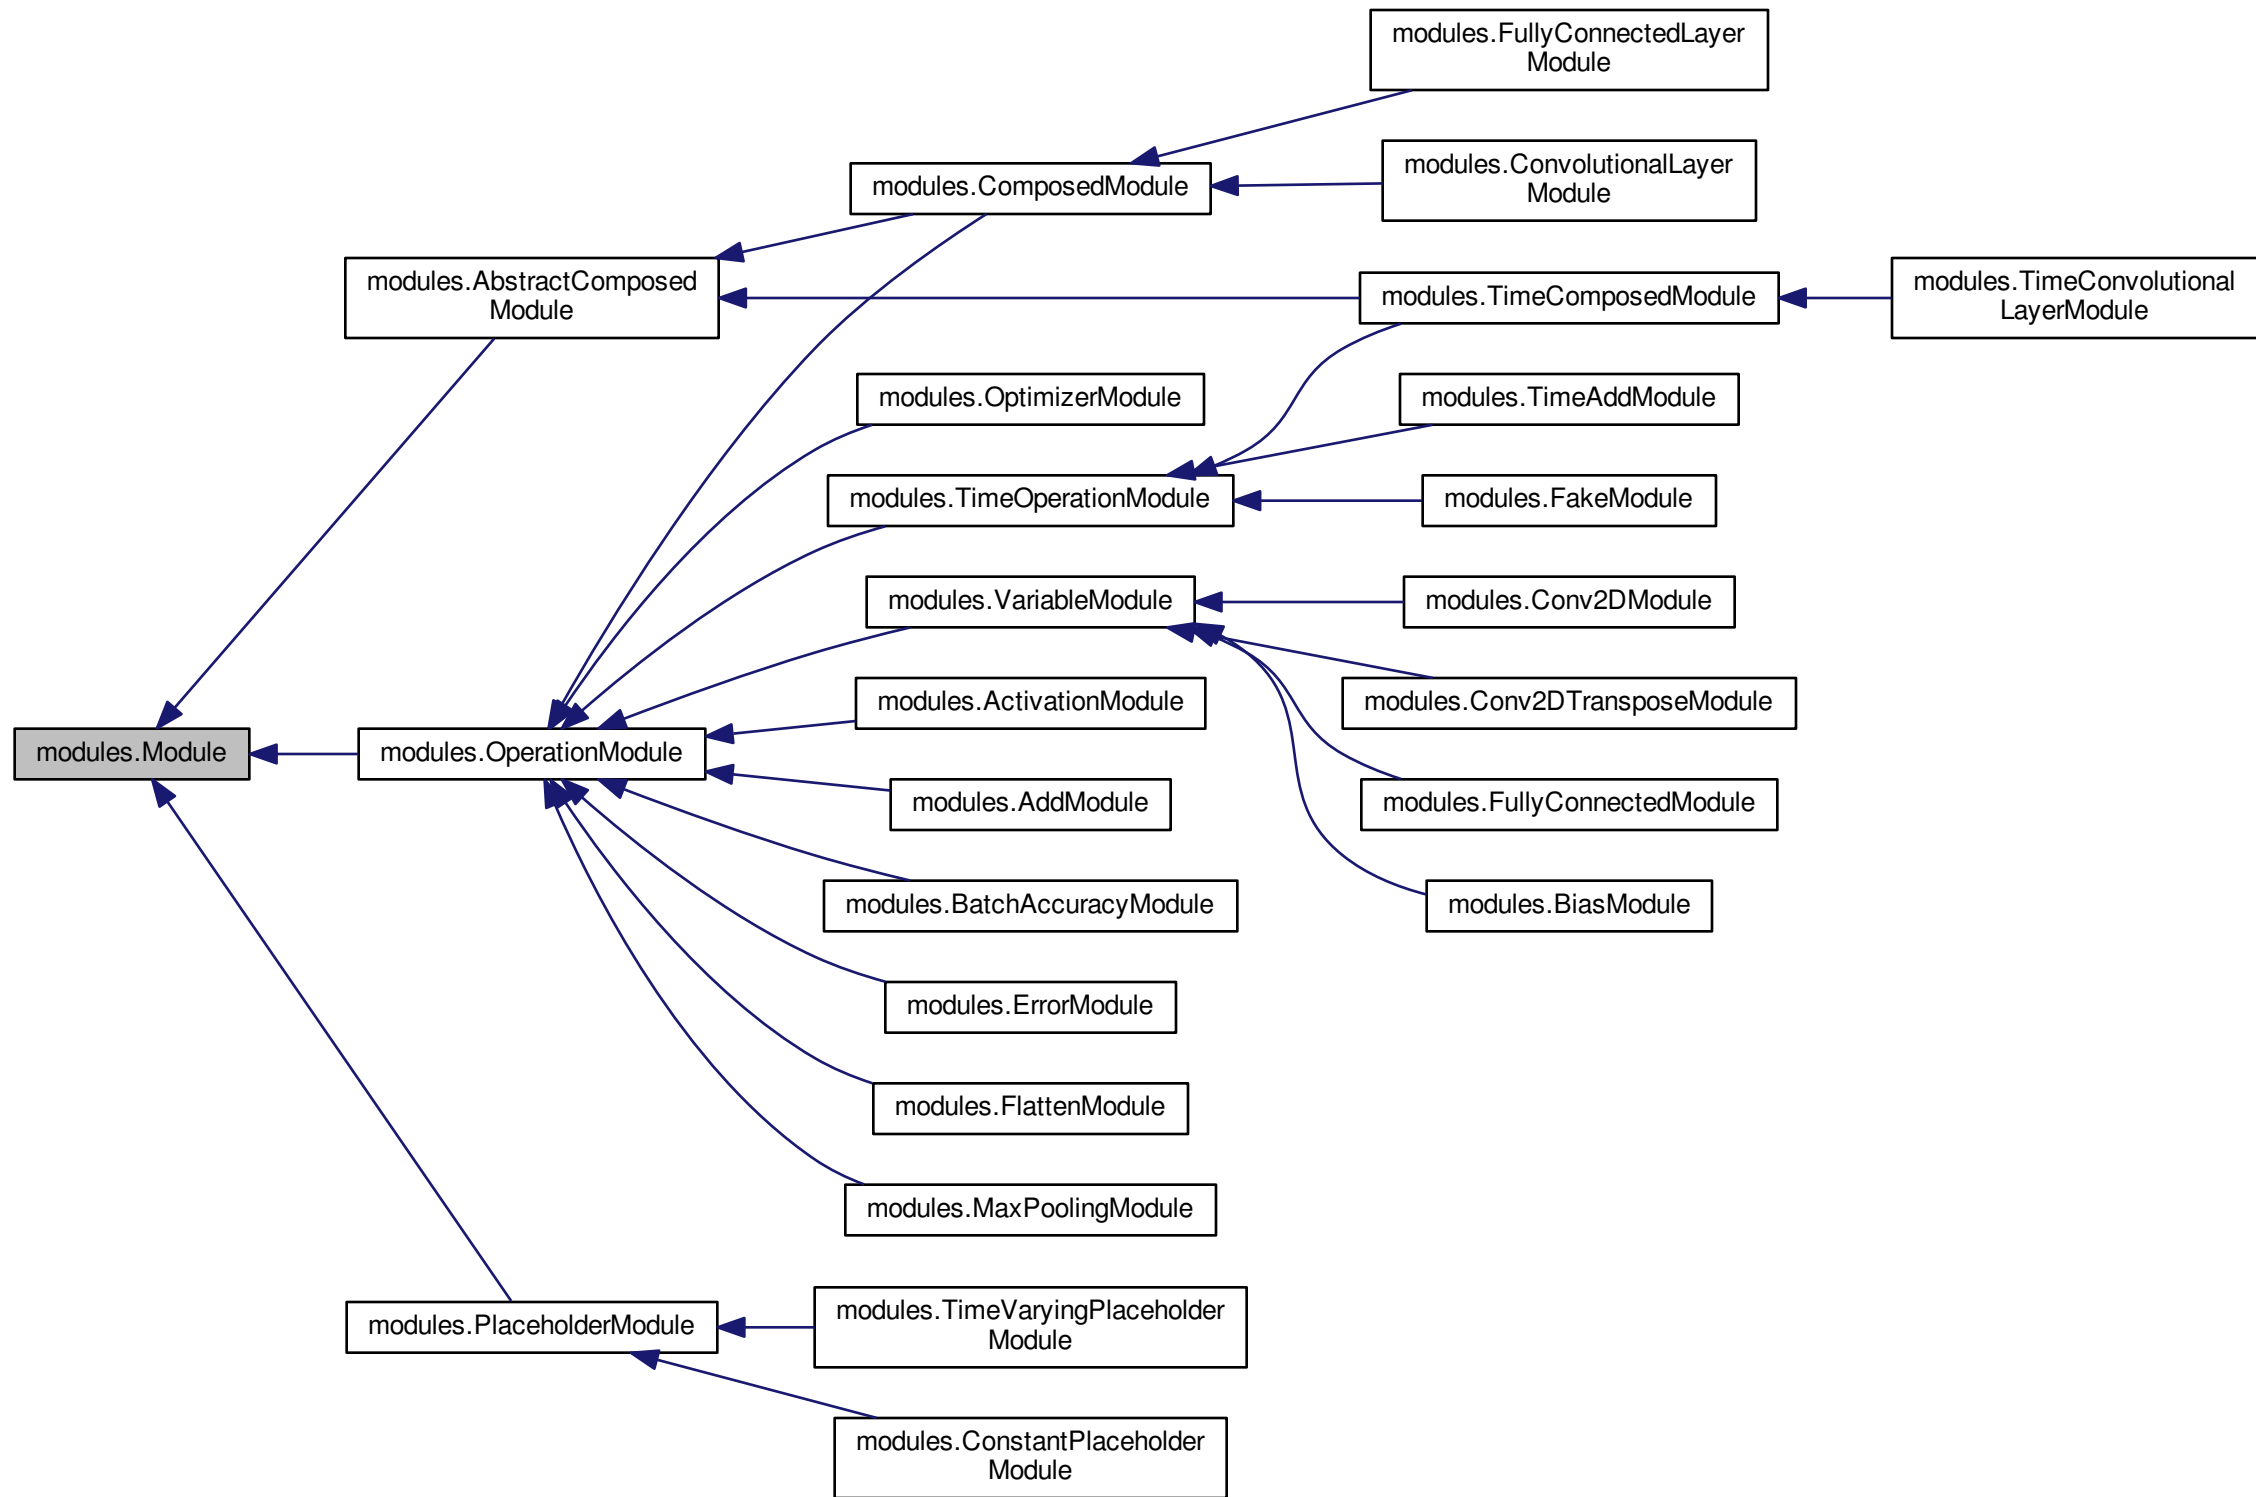 modules.FullyConnectedLayer
Module
modules.ConvolutionalLayer
Module
modules.ComposedModule
modules.AbstractComposed
Module
modules.TimeComposedModule
modules.TimeConvolutional
LayerModule
modules.OptimizerModule
modules.TimeAddModule
modules.TimeOperationModule
modules.FakeModule
modules.VariableModule
modules.Conv2DModule
modules.ActivationModule
modules.Conv2DTransposeModule
modules.Module
modules.OperationModule
modules.AddModule
modules.FullyConnectedModule
modules.BatchAccuracyModule
modules.BiasModule
modules.ErrorModule
modules.FlattenModule
modules.MaxPoolingModule
modules.PlaceholderModule
modules.TimeVaryingPlaceholder
Module
modules.ConstantPlaceholder
Module